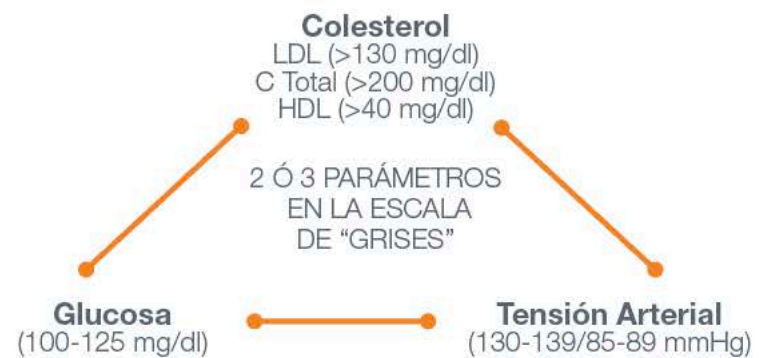 Colesterol
LDL (>130 mg/dl)
C Total (>200 mg/dl)
HDL (>40 mg/dl)
2 Ó 3 PARÁMETROS
EN LA ESCALA
DE “GRISES”
Glucosa
(100-125 mg/dl)
Tensión Arterial
(130-139/85-89 mmHg)